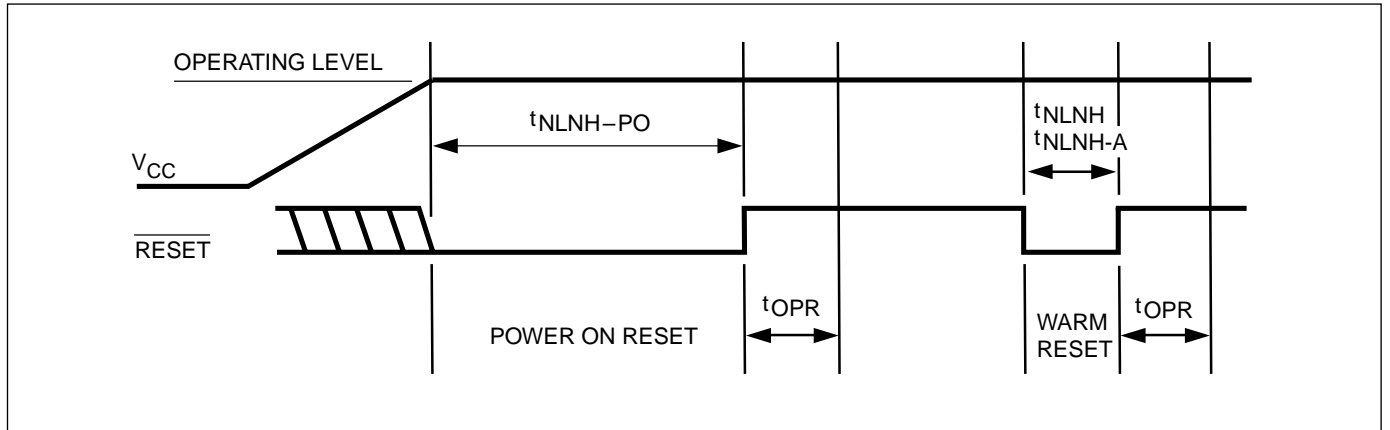 OPERATING LEVEL
tNLNH–PO
tNLNH
tNLNH-A
VCC
RESET
tOPR
POWER ON RESET
WARM
RESET
tOPR